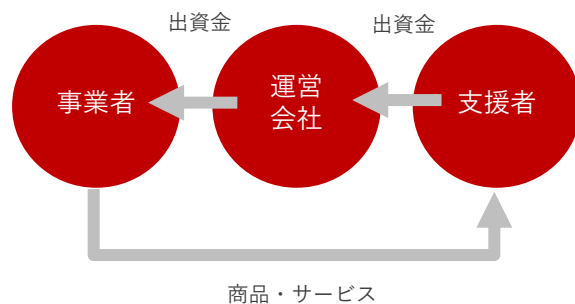 出資金
出資金
事業者
運営
会社
支援者
商品・サービス